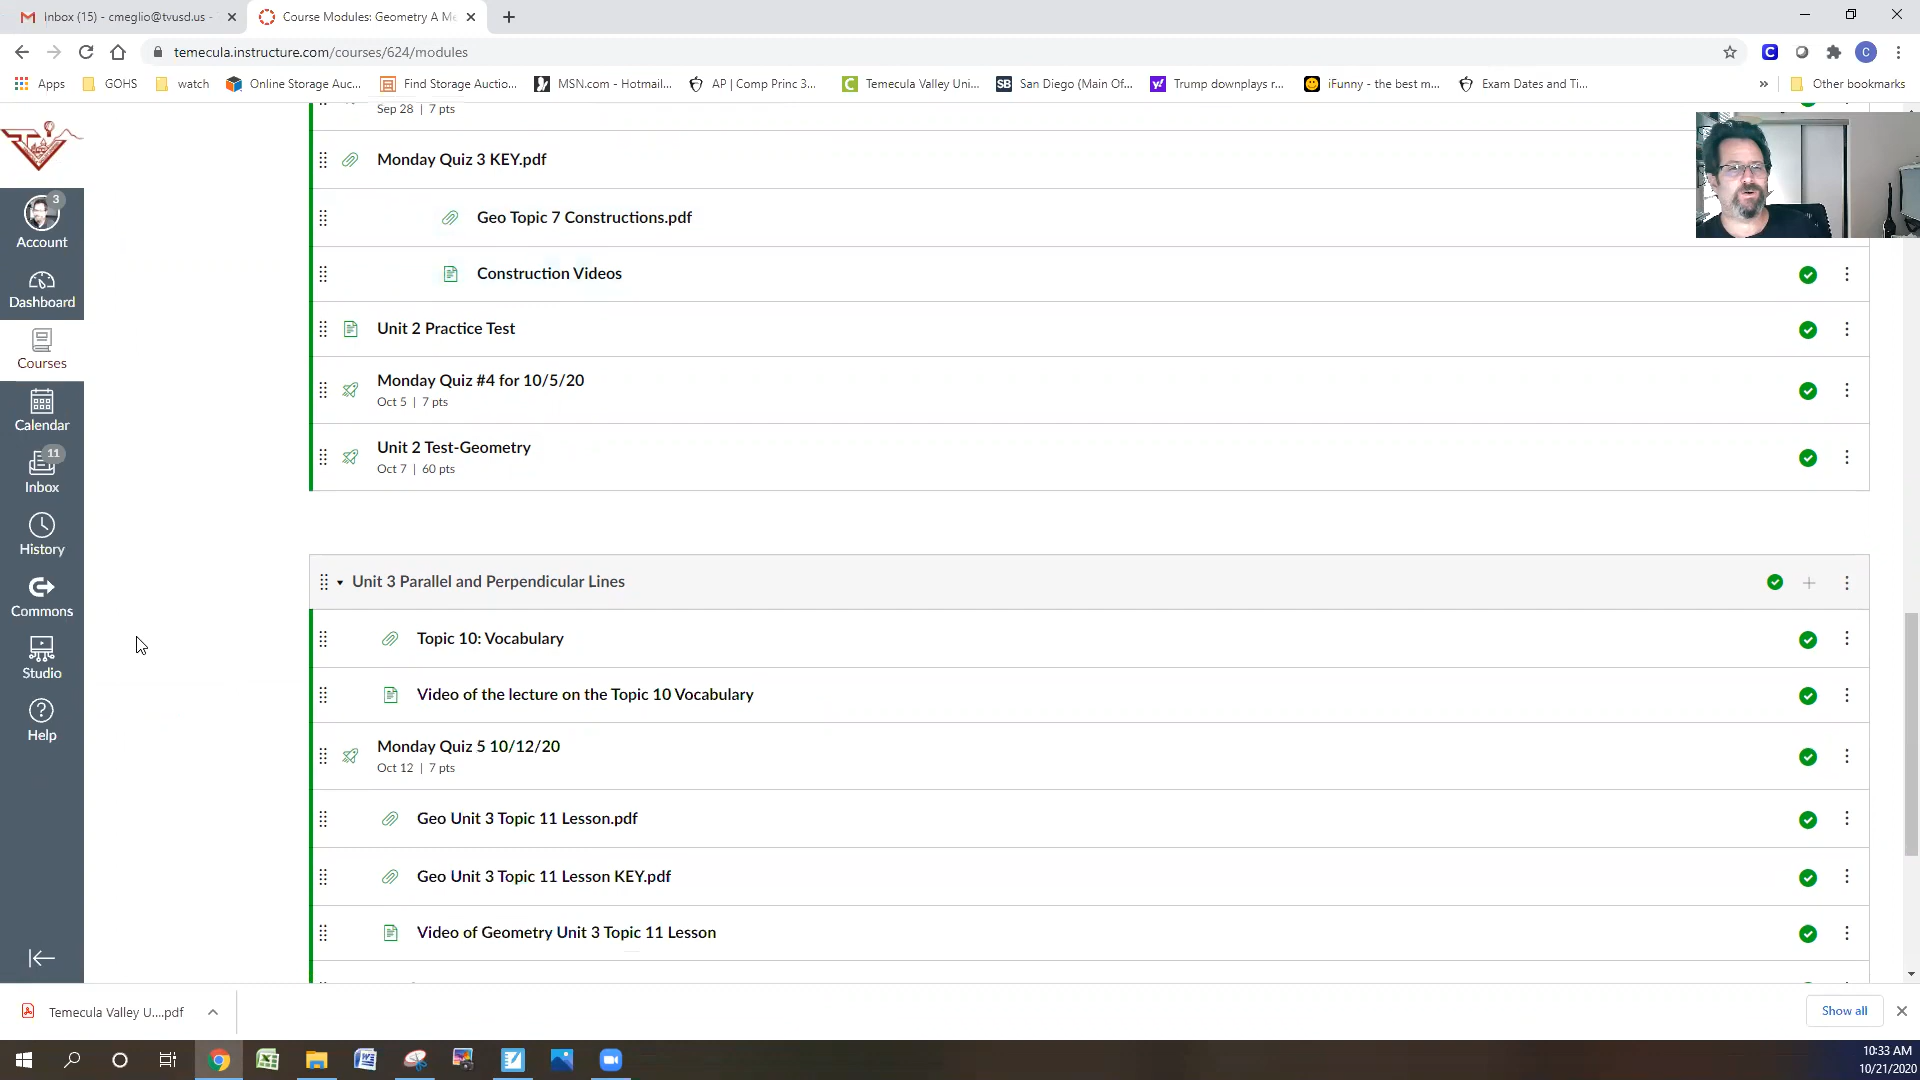 Inbox (15) - cmeglio@tvusd.us -
Course Modules: Geometry A Me
temecula.instructure.com/courses/624/modules
C
C
Apps
GOHS
watch
Online Storage Auc...
Find Storage Auctio...
MSN.com - Hotmail...
AP | Comp Princ 3...
Temecula Valley Uni...
SB
San Diego (Main Of...
Trump downplays r...
iFunny - the best m...
Exam Dates and Ti...
»
Other bookmarks
Sep 28 | 7 pts
Monday Quiz 3 KEY.pdf
Geo Topic 7 Constructions.pdf
Construction Videos
Unit 2 Practice Test
Monday Quiz #4 for 10/5/20
Oct 5 | 7 pts
Unit 2 Test-Geometry
Oct 7 | 60 pts
Unit 3 Parallel and Perpendicular Lines
Topic 10: Vocabulary
Video of the lecture on the Topic 10 Vocabulary
Monday Quiz 5 10/12/20
Oct 12 | 7 pts
Geo Unit 3 Topic 11 Lesson.pdf
Geo Unit 3 Topic 11 Lesson KEY.pdf
Video of Geometry Unit 3 Topic 11 Lesson
3
Account
Dashboard
Courses
Calendar
11
Inbox
History
Commons
Studio
Help
Temecula Valley U....pdf
Show all
10:33 AM
10/21/2020